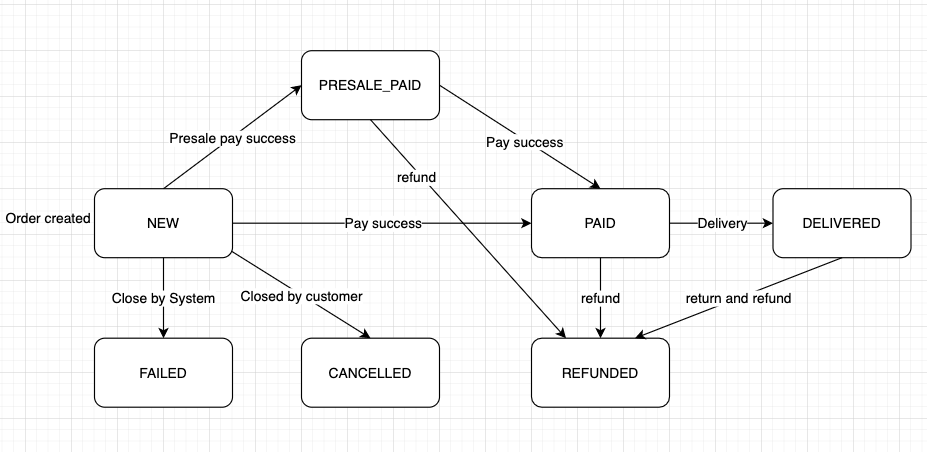 PRESALE_PAID
Presale pay success
Pay success
refund
Order created
NEW
Pay success
PAID
Delivery
DELIVERED
Close by System
Closed by customer
refund
return and refund
FAILED
CANCELLED
REFUNDED